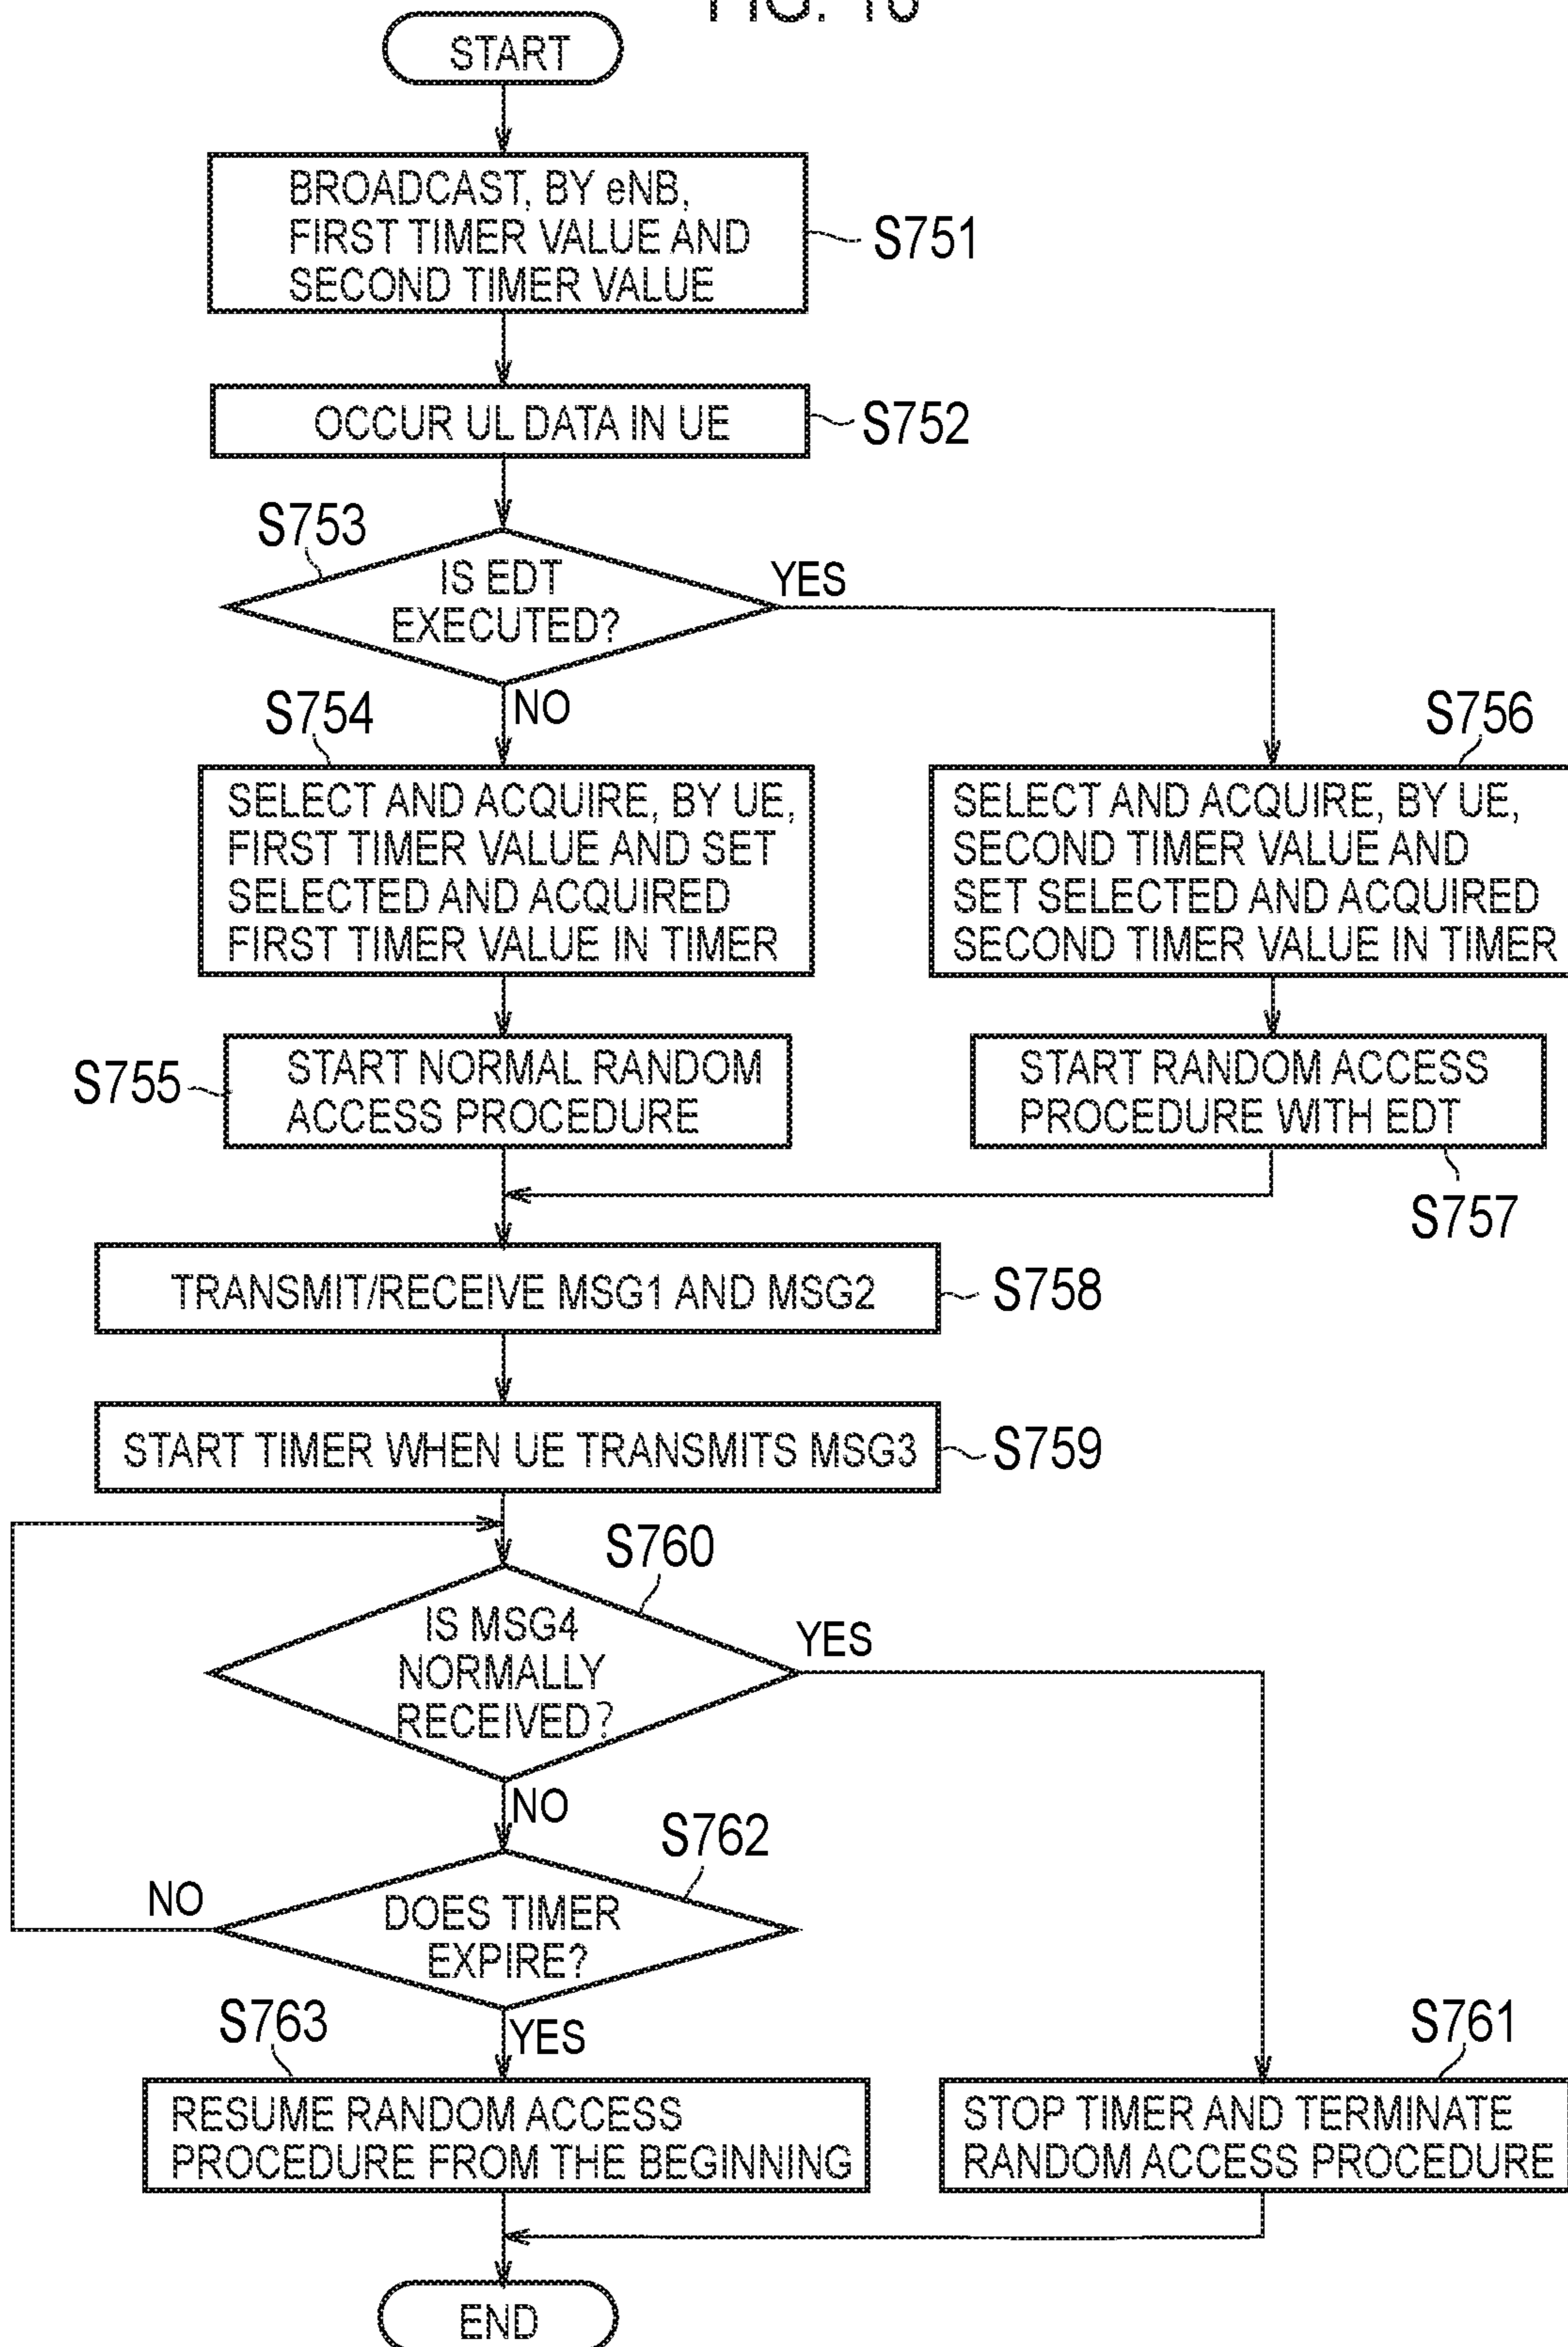 START
BROADCAST, BY eNB,
FIRST TIMER VALUE AND
SECOND TIMER VALUE
S751
OCCUR UL DATA IN UE
S752
S753
IS EDT
EXECUTED?
YES
NO
S754
SELECT AND ACQUIRE, BY UE,
FIRST TIMER VALUE AND SET
SELECTED AND ACQUIRED
FIRST TIMER VALUE IN TIMER
S756
SELECT AND ACQUIRE, BY UE,
SECOND TIMER VALUE AND
SET SELECTED AND ACQUIRED
SECOND TIMER VALUE IN TIMER
S755
START NORMAL RANDOM
ACCESS PROCEDURE
START RANDOM ACCESS
PROCEDURE WITH EDT
S757
TRANSMIT/RECEIVE MSG1 AND MSG2
S758
START TIMER WHEN UE TRANSMITS MSG3
S759
S760
IS MSG4
NORMALLY
RECEIVED?
YES
NO
S762
DOES TIMER
EXPIRE?
NO
YES
S763
RESUME RANDOM ACCESS
PROCEDURE FROM THE BEGINNING
S761
STOP TIMER AND TERMINATE
RANDOM ACCESS PROCEDURE
END